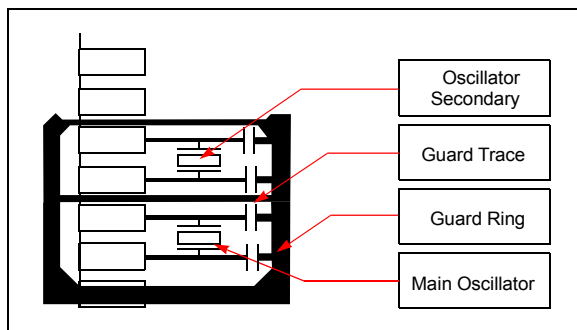 Oscillator
Secondary
Guard Trace
Guard Ring
Main Oscillator